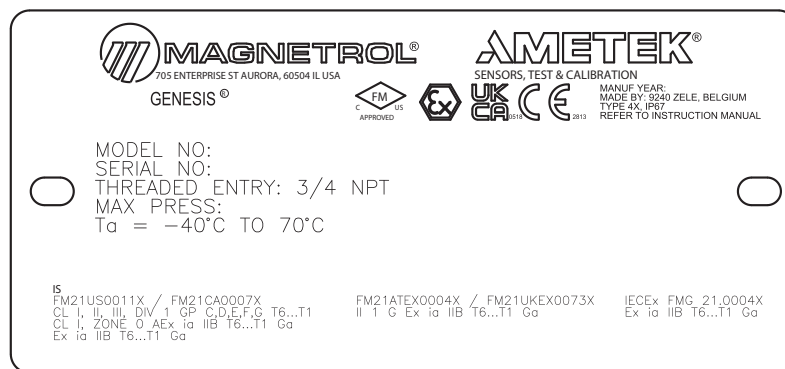 MAGNETROL®
705 ENTERPRISE ST AURORA, 60504 IL USA
GENESIS ®
AMETEK®
SENSORS, TEST & CALIBRATION
FM
C US
APPROVED
Ex
UK
CA 0518
CE 2813
MANUF YEAR:
MADE BY: 9240 ZELE, BELGIUM
TYPE 4X, IP67
REFER TO INSTRUCTION MANUAL
MODEL NO:
SERIAL NO:
THREADED ENTRY: 3/4 NPT
MAX PRESS:
Ta = −40°C TO 70°C
IS
FM21US0011X / FM21CA0007X
CL I, II, III, DIV 1 GP C,D,E,F,G T6...T1
CL I, ZONE 0 AEx ia IIB T6...T1 Ga
Ex ia IIB T6...T1 Ga
FM21ATEX0004X / FM21UKEX0073X
II 1 G Ex ia IIB T6...T1 Ga
IECEx FMG 21.0004X
Ex ia IIB T6...T1 Ga